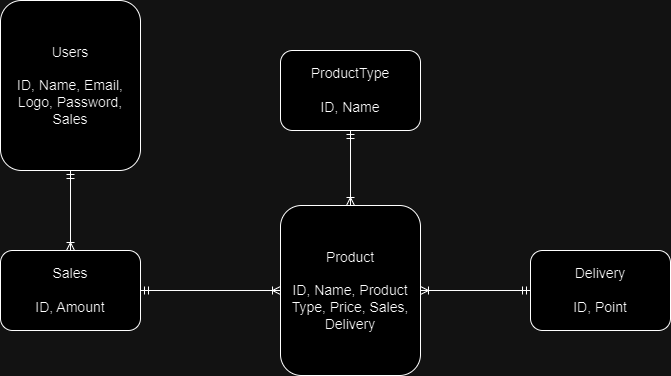 Users
ID, Name, Email,
Logo, Password,
Sales
ProductType
ID, Name
Sales
ID, Amount
Product
ID, Name, Product
Type, Price, Sales,
Delivery
Delivery
ID, Point